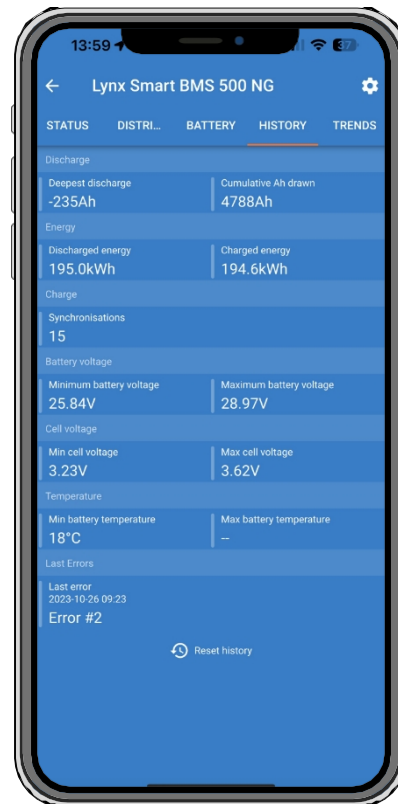 13:59
37
Lynx Smart BMS 500 NG
STATUS DISTRI... BATTERY HISTORY TRENDS
Discharge
Deepest discharge Cumulative Ah drawn
-235Ah 4788Ah
Energy
Discharged energy Charged energy
195.0kWh 194.6kWh
Charge
Synchronisations
15
Battery voltage
Minimum battery voltage Maximum battery voltage
25.84V 28.97V
Cell voltage
Min cell voltage Max cell voltage
3.23V 3.62V
Temperature
Min battery temperature Max battery temperature
18°C --
Last Errors
Last error
2023-10-26 09:23
Error #2
Reset history